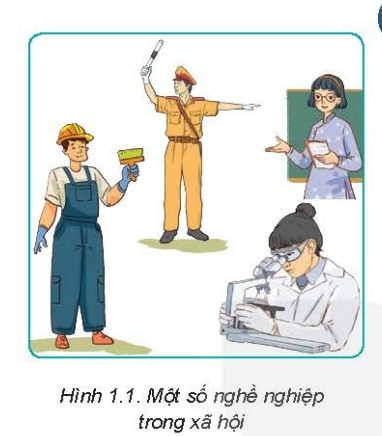 Hình 1.1. Một số nghề nghiệp
trong xã hội